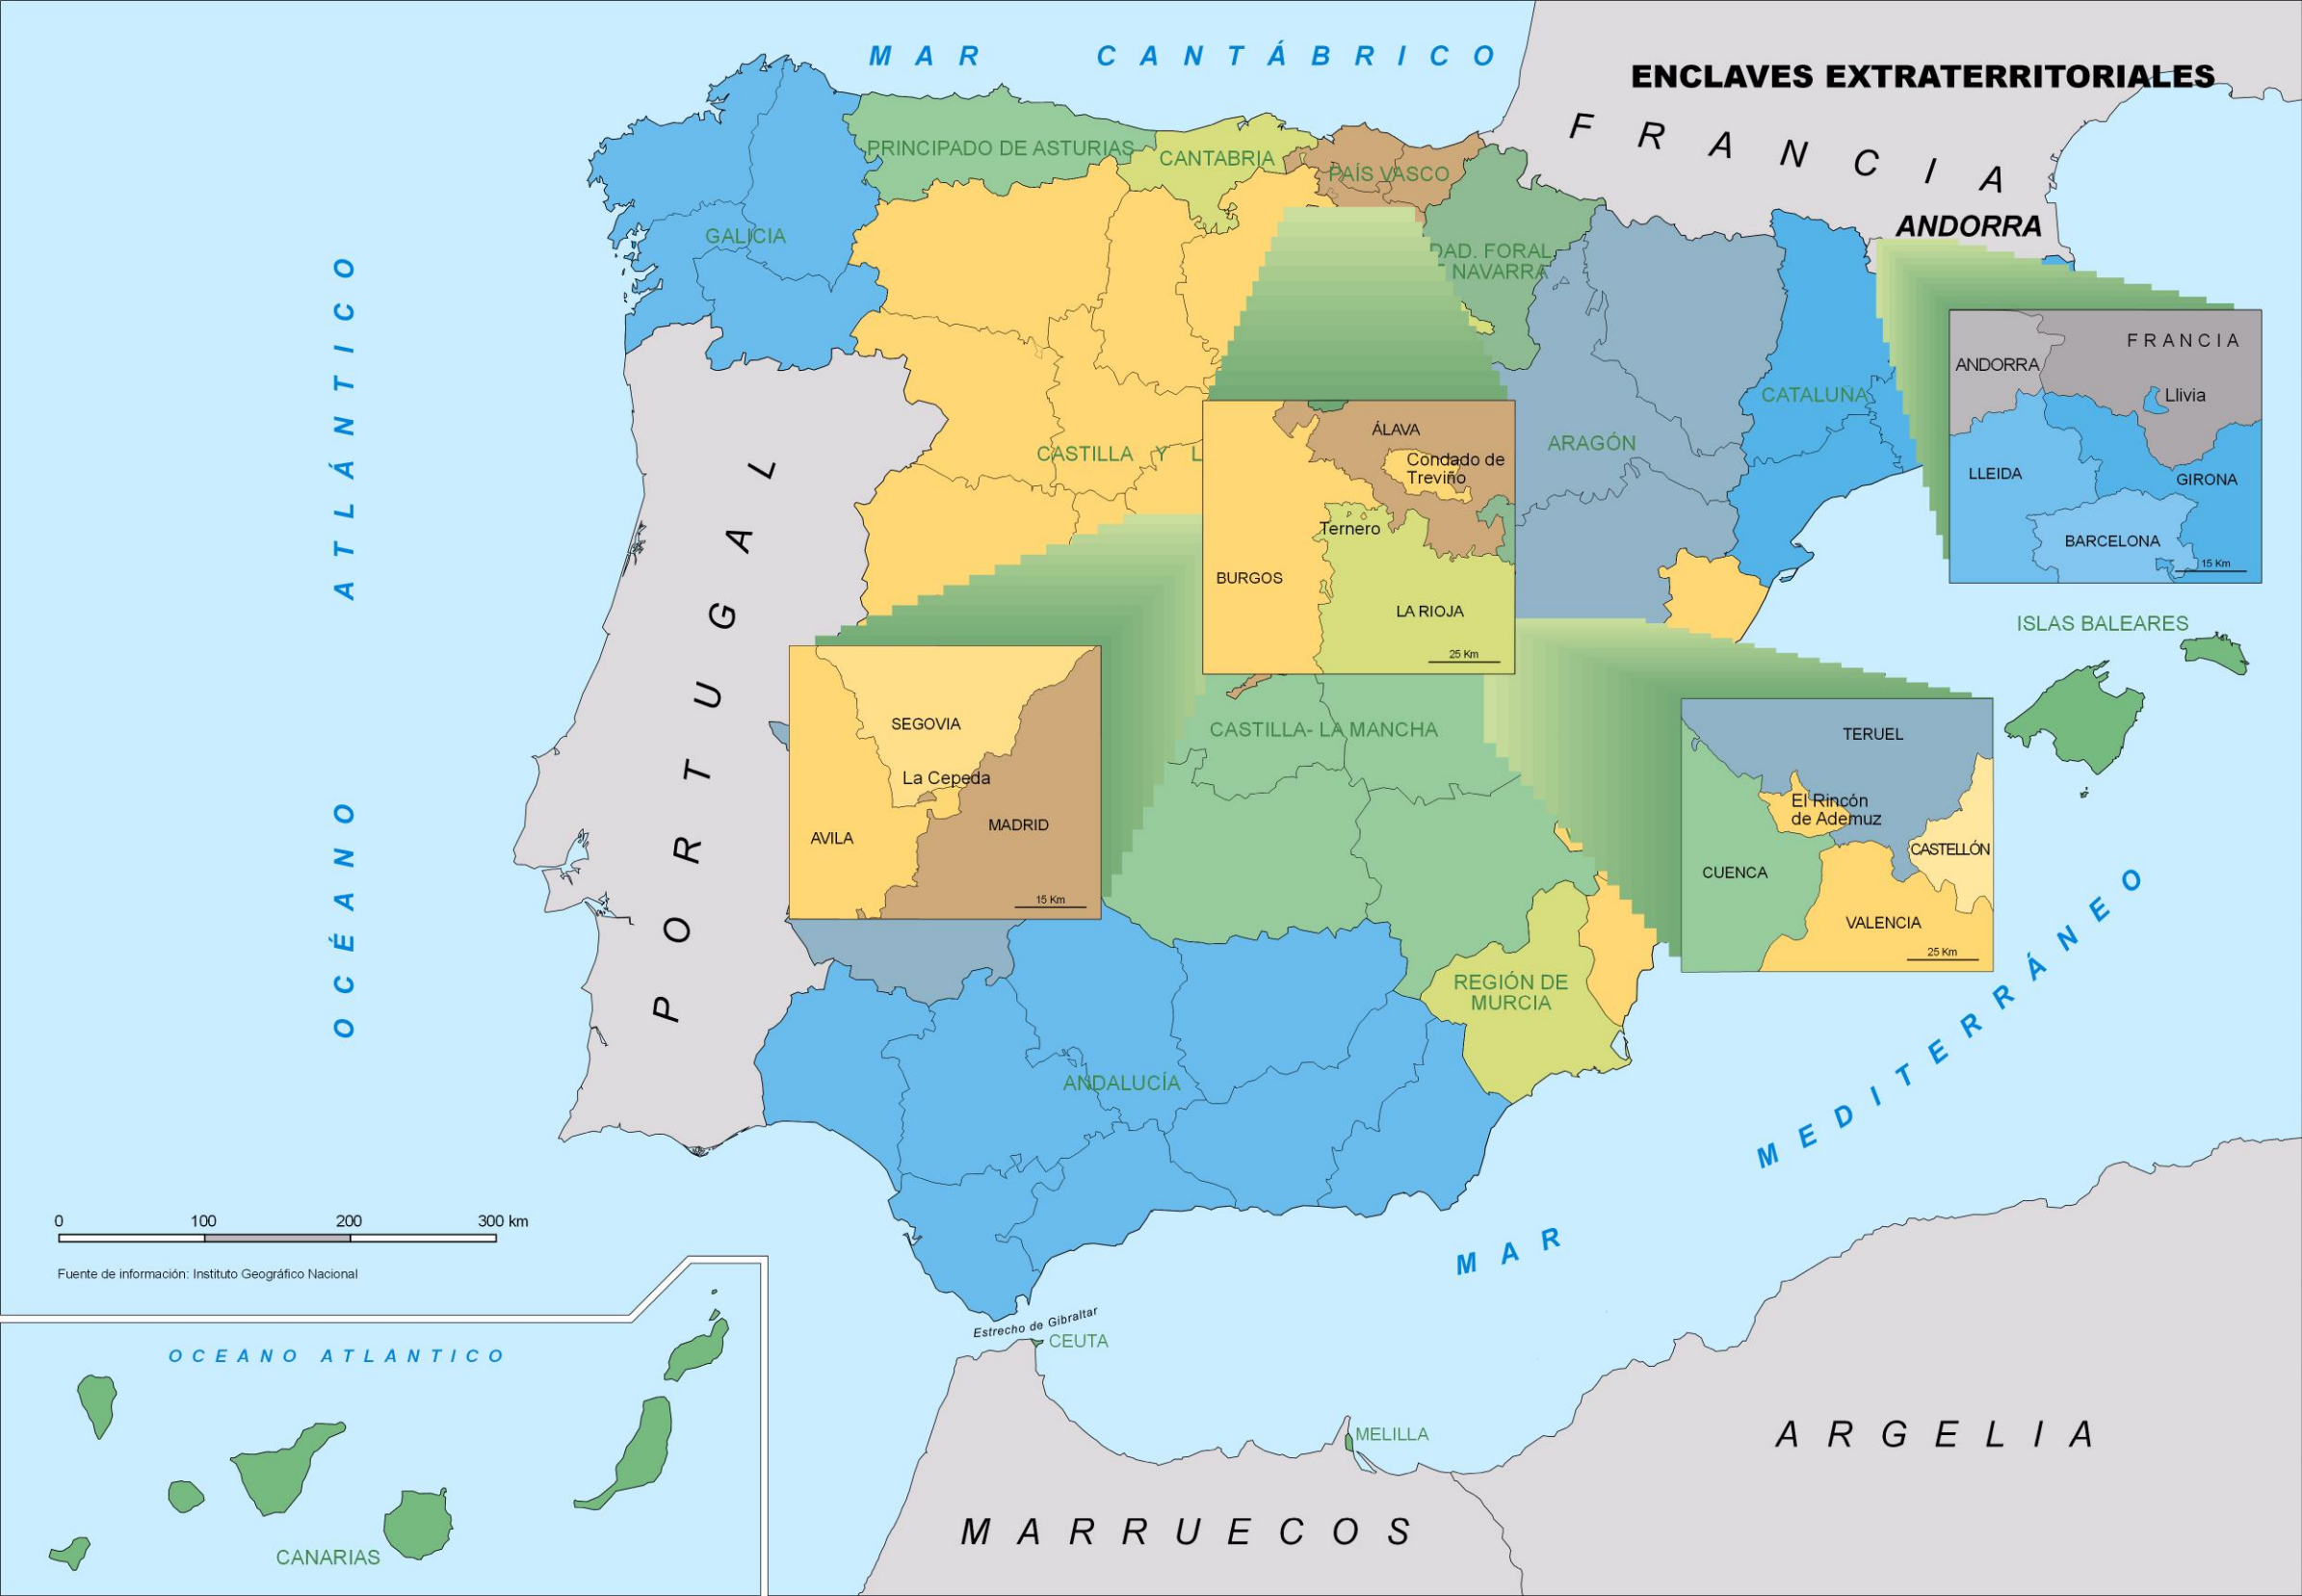 MAR CANTÁBRICO
ENCLAVES EXTRATERRITORIALES
FRANCIA
ANDORRA
PRINCIPADO DE ASTURIAS
CANTABRIA
PAÍS VASCO
GALICIA
DAD. FORAL
NAVARRA
CATALUÑA
ARAGÓN
CASTILLA Y L
OCÉANO ATLÁNTICO
PORTUGAL
ANDORRA
FRANCIA
Llivia
LLEIDA
GIRONA
BARCELONA
15 Km
ÁLAVA
Condado de
Treviño
Ternero
BURGOS
LA RIOJA
25 Km
ISLAS BALEARES
SEGOVIA
La Cepeda
AVILA
MADRID
15 Km
CASTILLA- LA MANCHA
TERUEL
El Rincón
de Ademuz
CASTELLÓN
CUENCA
VALENCIA
25 Km
REGIÓN DE
MURCIA
ANDALUCÍA
MAR MEDITERRÁNEO
0 100 200 300 km
Fuente de información: Instituto Geográfico Nacional
Estrecho de Gibraltar
CEUTA
OCEANO ATLANTICO
MELILLA
ARGELIA
MARRUECOS
CANARIAS